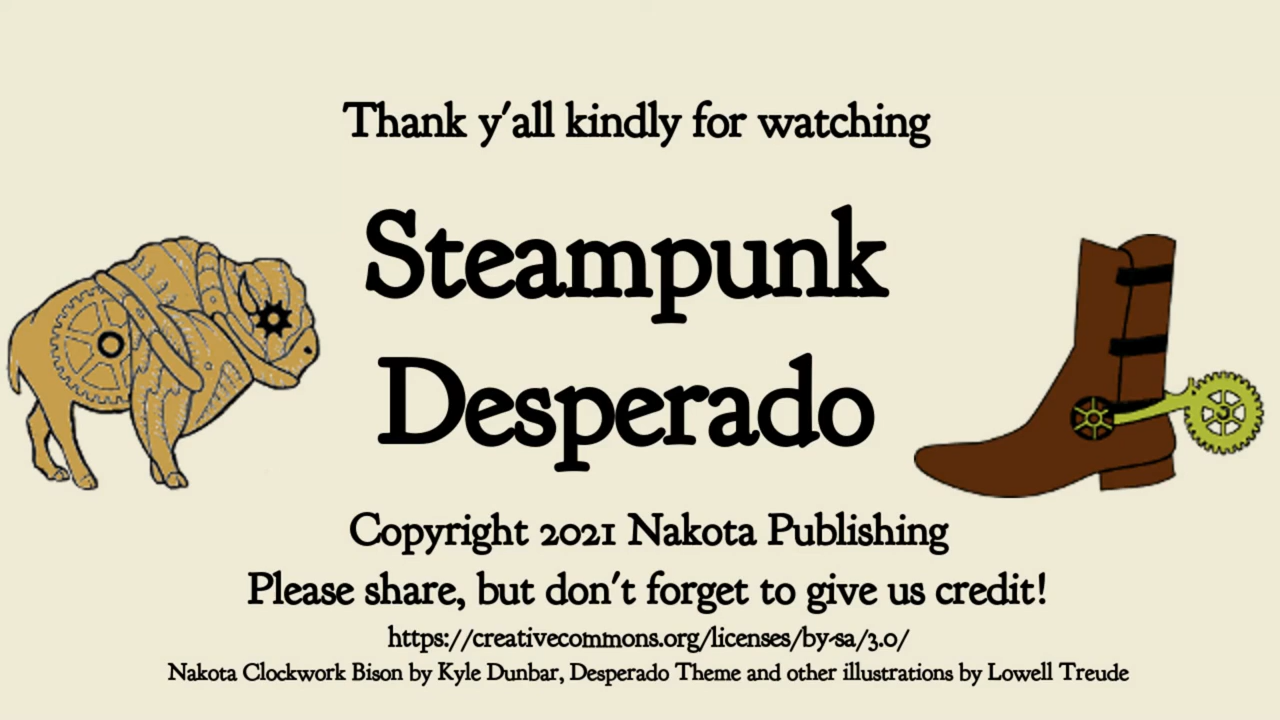 Thank y'all kindly for watching
Steampunk
Desperado
Copyright 2021 Nakota Publishing
Please share, but don't forget to give us credit!
https://creativecommons.org/licenses/by-sa/3.0/
Nakota Clockwork Bison by Kyle Dunbar, Desperado Theme and other illustrations by Lowell Treude